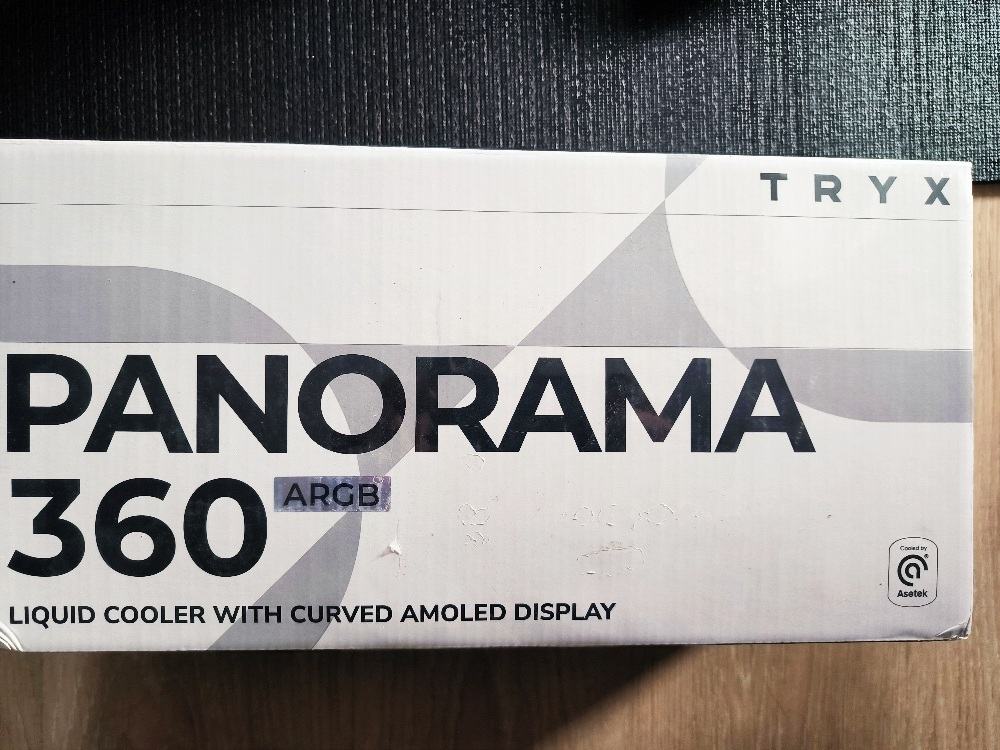 TRYX
PANORAMA
360 ARGB
LIQUID COOLER WITH CURVED AMOLED DISPLAY
Cooled by
Asetek